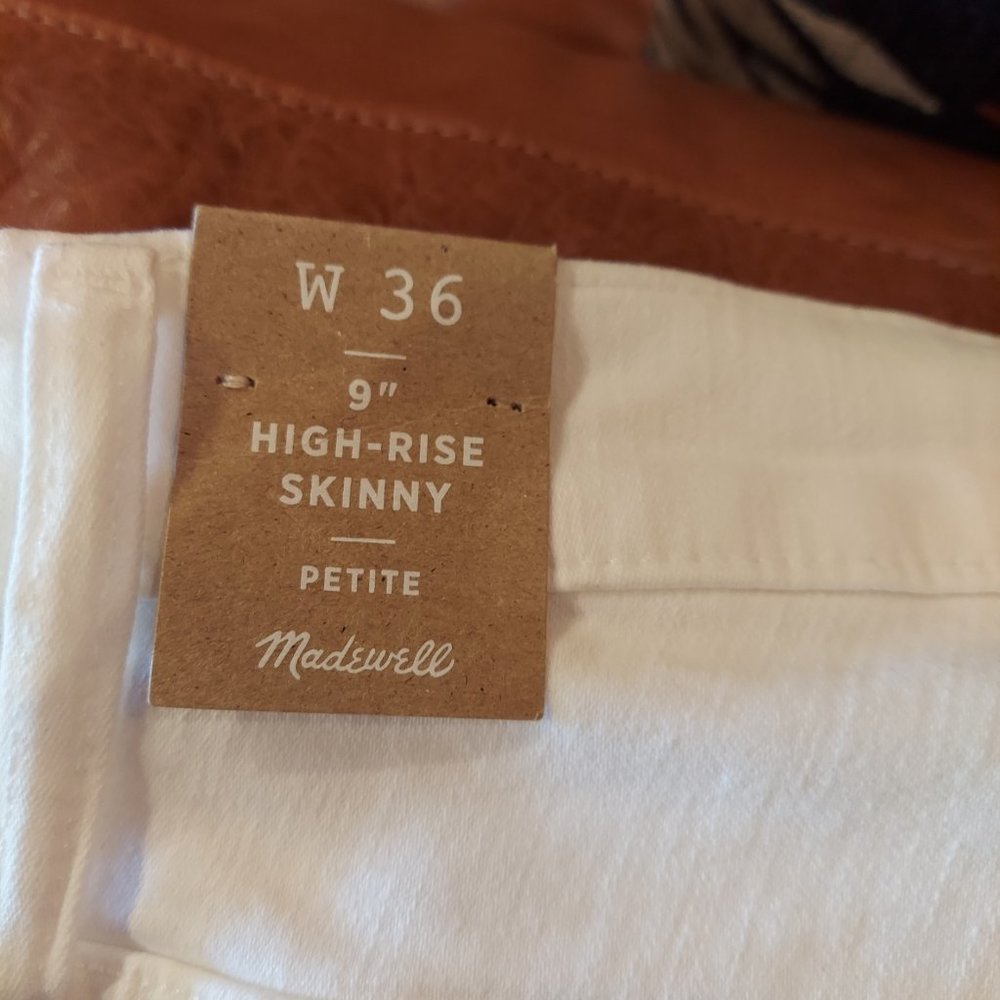 W 36
9"
HIGH-RISE
SKINNY
PETITE
Madewell